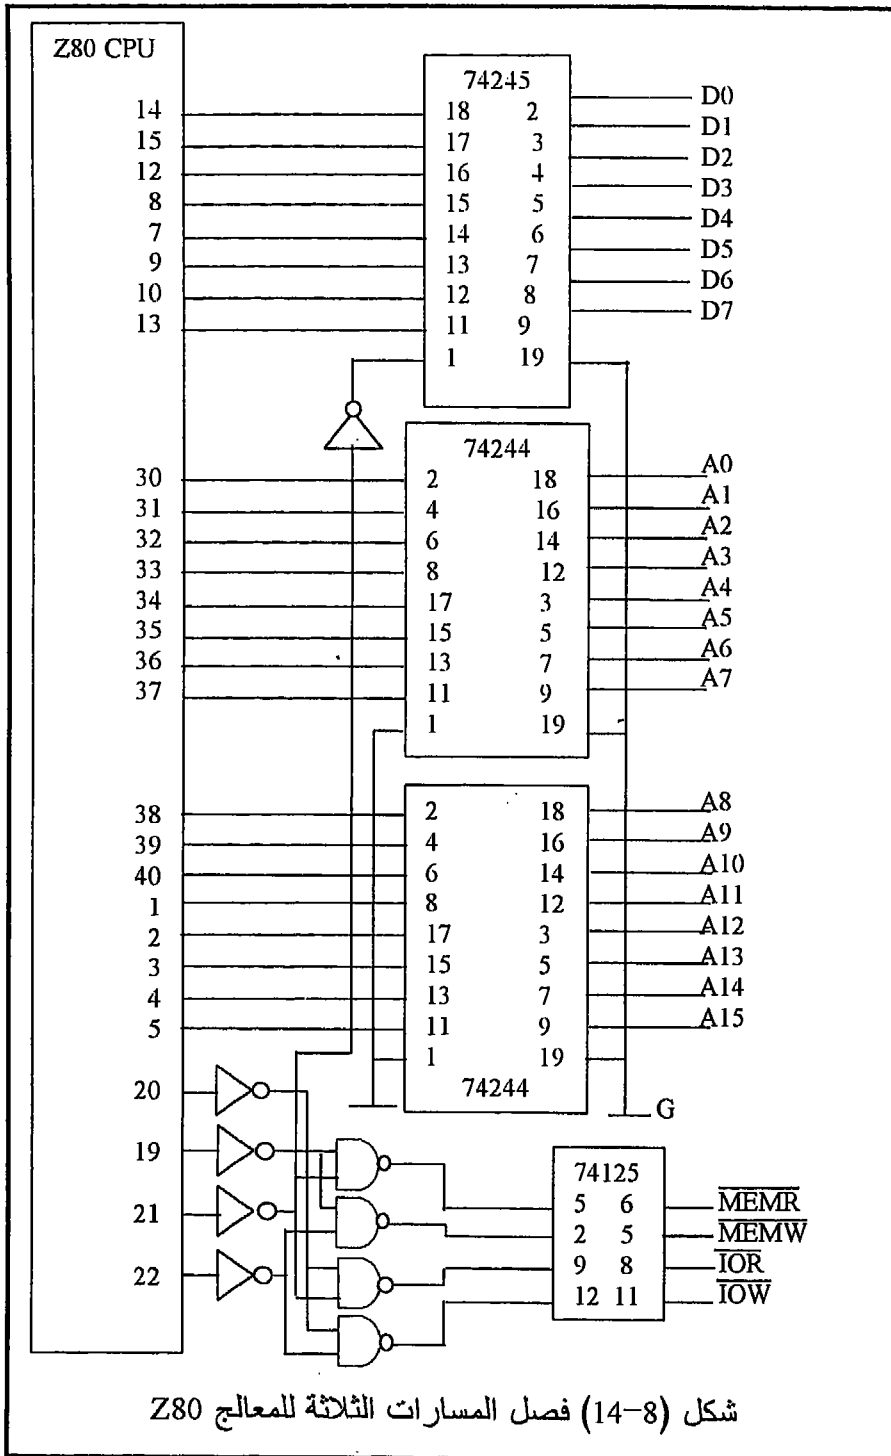 Z80 CPU
74245
14 18 2 D0
15 17 3 D1
12 16 4 D2
8 15 5 D3
7 14 6 D4
9 13 7 D5
10 12 8 D6
13 11 9 D7
1 19
74244
30 2 18 A0
31 4 16 A1
32 6 14 A2
33 8 12 A3
34 17 3 A4
35 15 5 A5
36 13 7 A6
37 11 9 A7
1 19
38 2 18 A8
39 4 16 A9
40 6 14 A10
1 8 12 A11
2 17 3 A12
3 15 5 A13
4 13 7 A14
5 11 9 A15
1 19
74244
G
20
19
21
22
74125
5 6 MEMR
2 5 MEMW
9 8 IOR
12 11 IOW
شكل (8-14) فصل المسارات الثلاثة للمعالج Z80